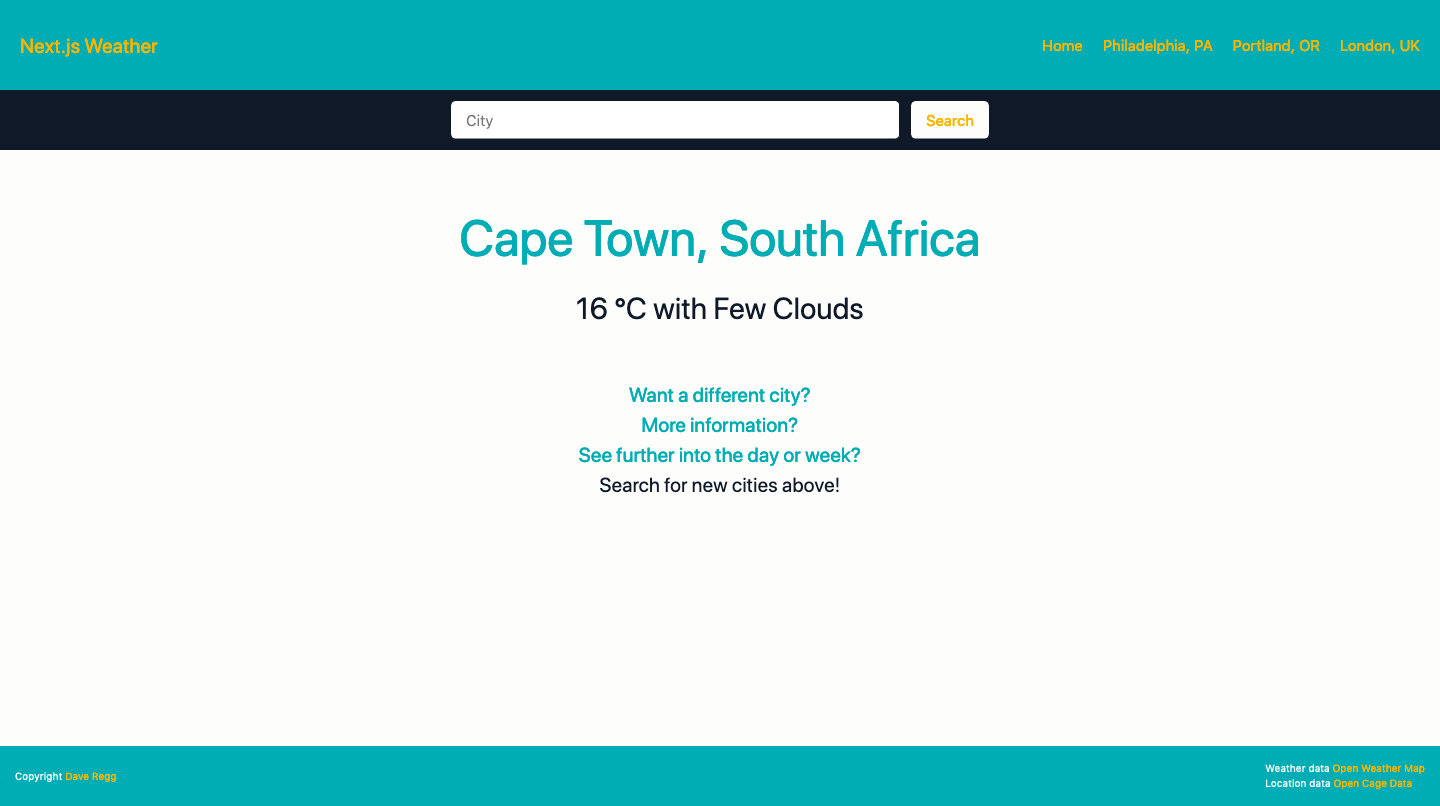 Next.js Weather
Home Philadelphia, PA Portland, OR London, UK
City Search
Cape Town, South Africa
16 °C with Few Clouds
Want a different city?
More information?
See further into the day or week?
Search for new cities above!
Copyright Dave Regg
Weather data Open Weather Map
Location data Open Cage Data